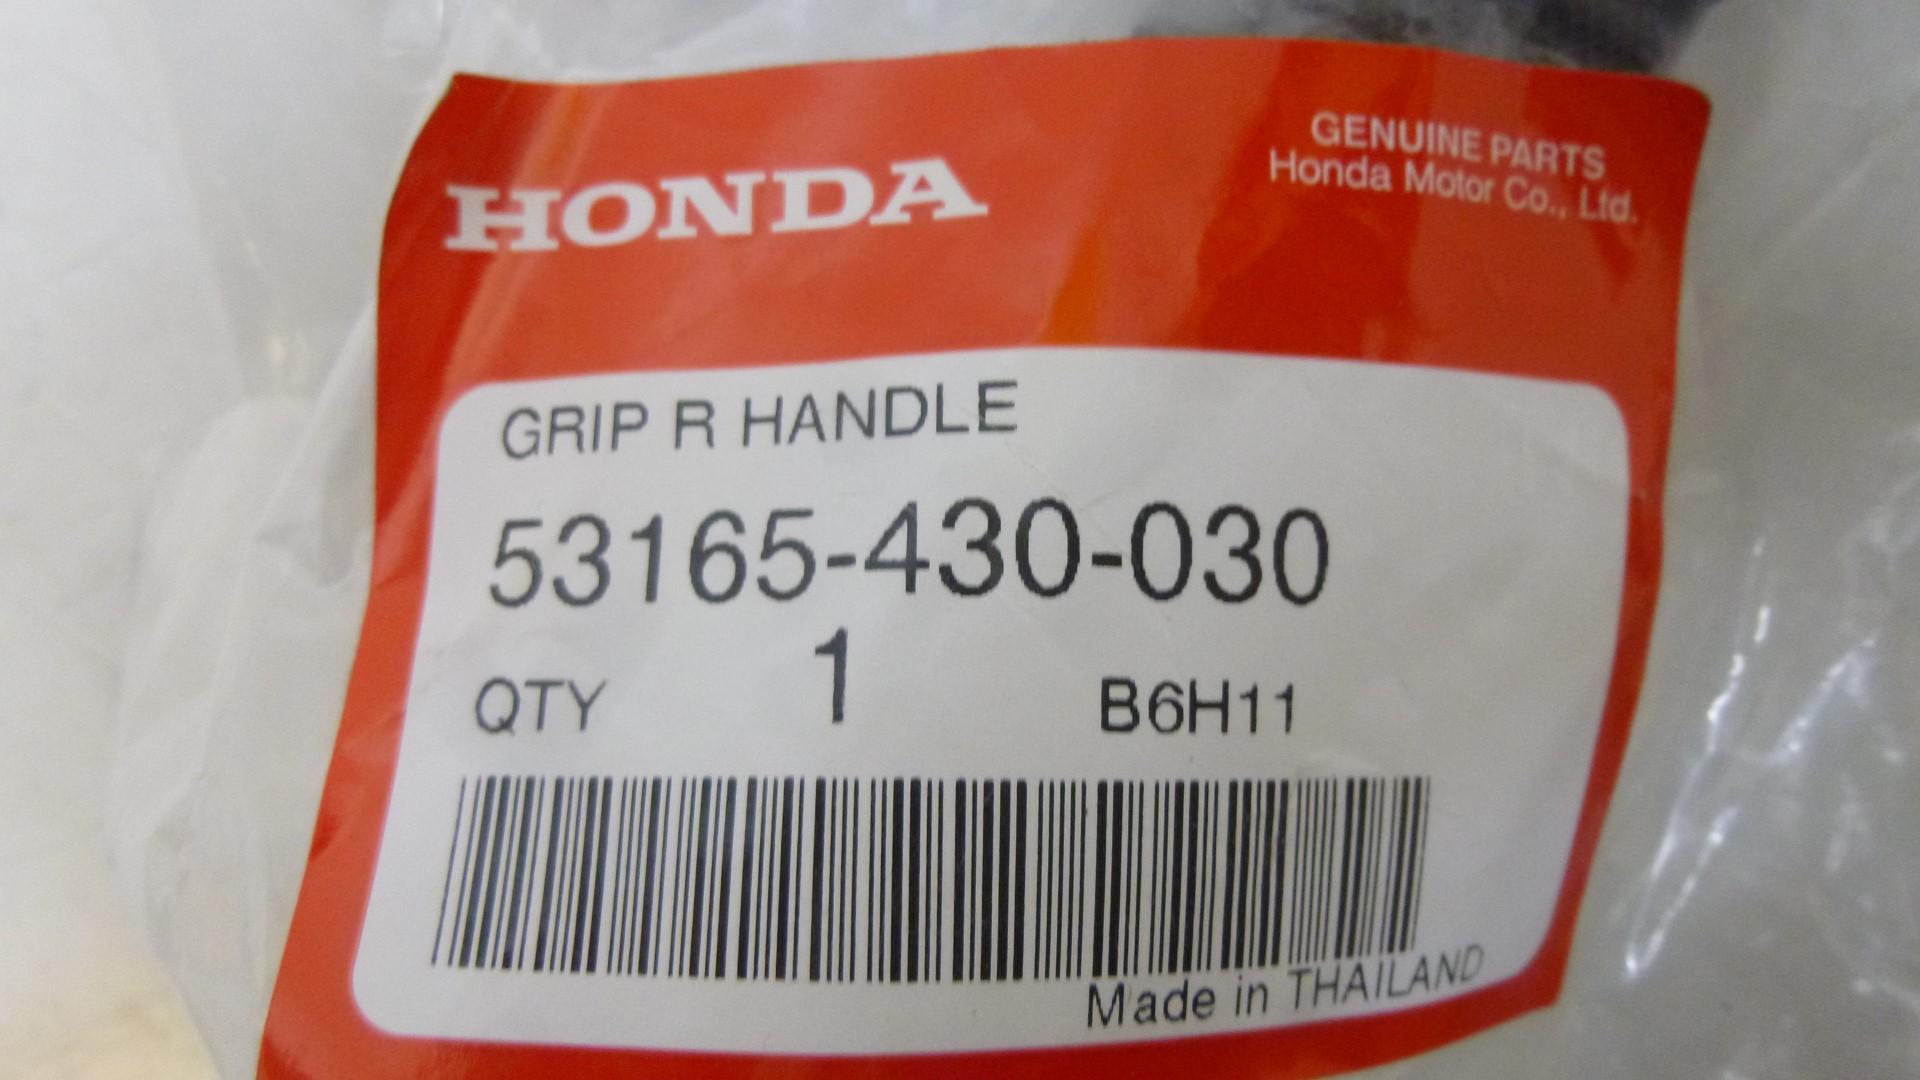 HONDA
GENUINE PARTS
Honda Motor Co., Ltd.
GRIP R HANDLE
53165-430-030
QTY 1 B6H11
Made in THAILAND